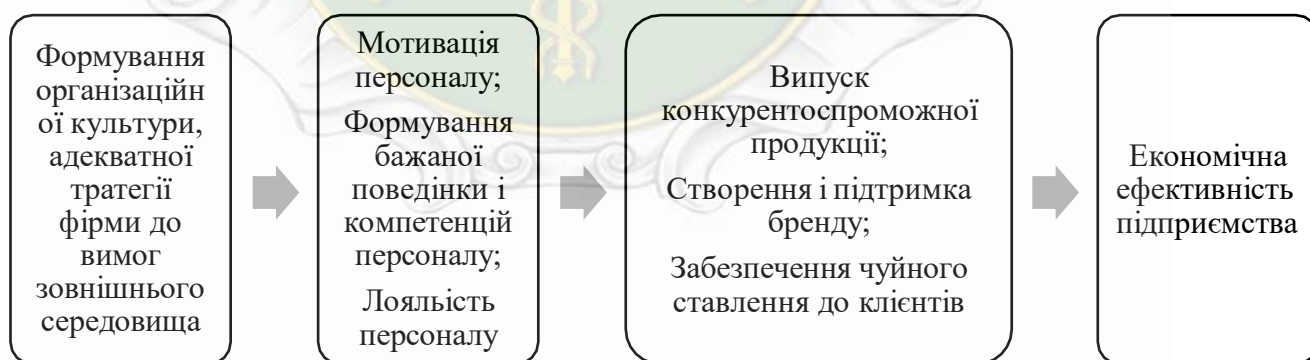 Формування
організаційн
ої культури,
адекватної
тратегії
фірми до
вимог
зовнішнього
середовища
Мотивація
персоналу;
Формування
бажаної
поведінки і
компетенцій
персоналу;
Лояльість
персоналу
Випуск
конкурентоспроможної
продукції;
Створення і підтримка
бренду;
Забезпечення чуйного
ставлення до клієнтів
Економічна
ефективність
підприємства